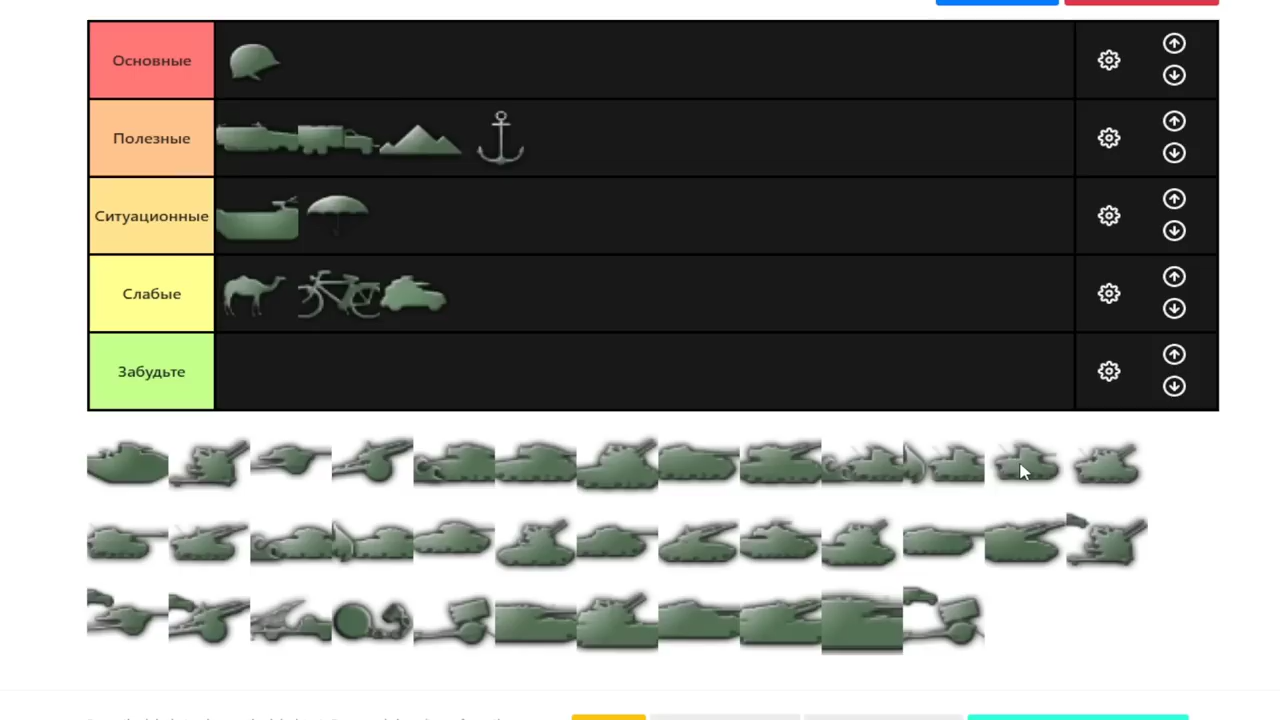 Основные
Полезные
Ситуационные
Слабые
Забудьте